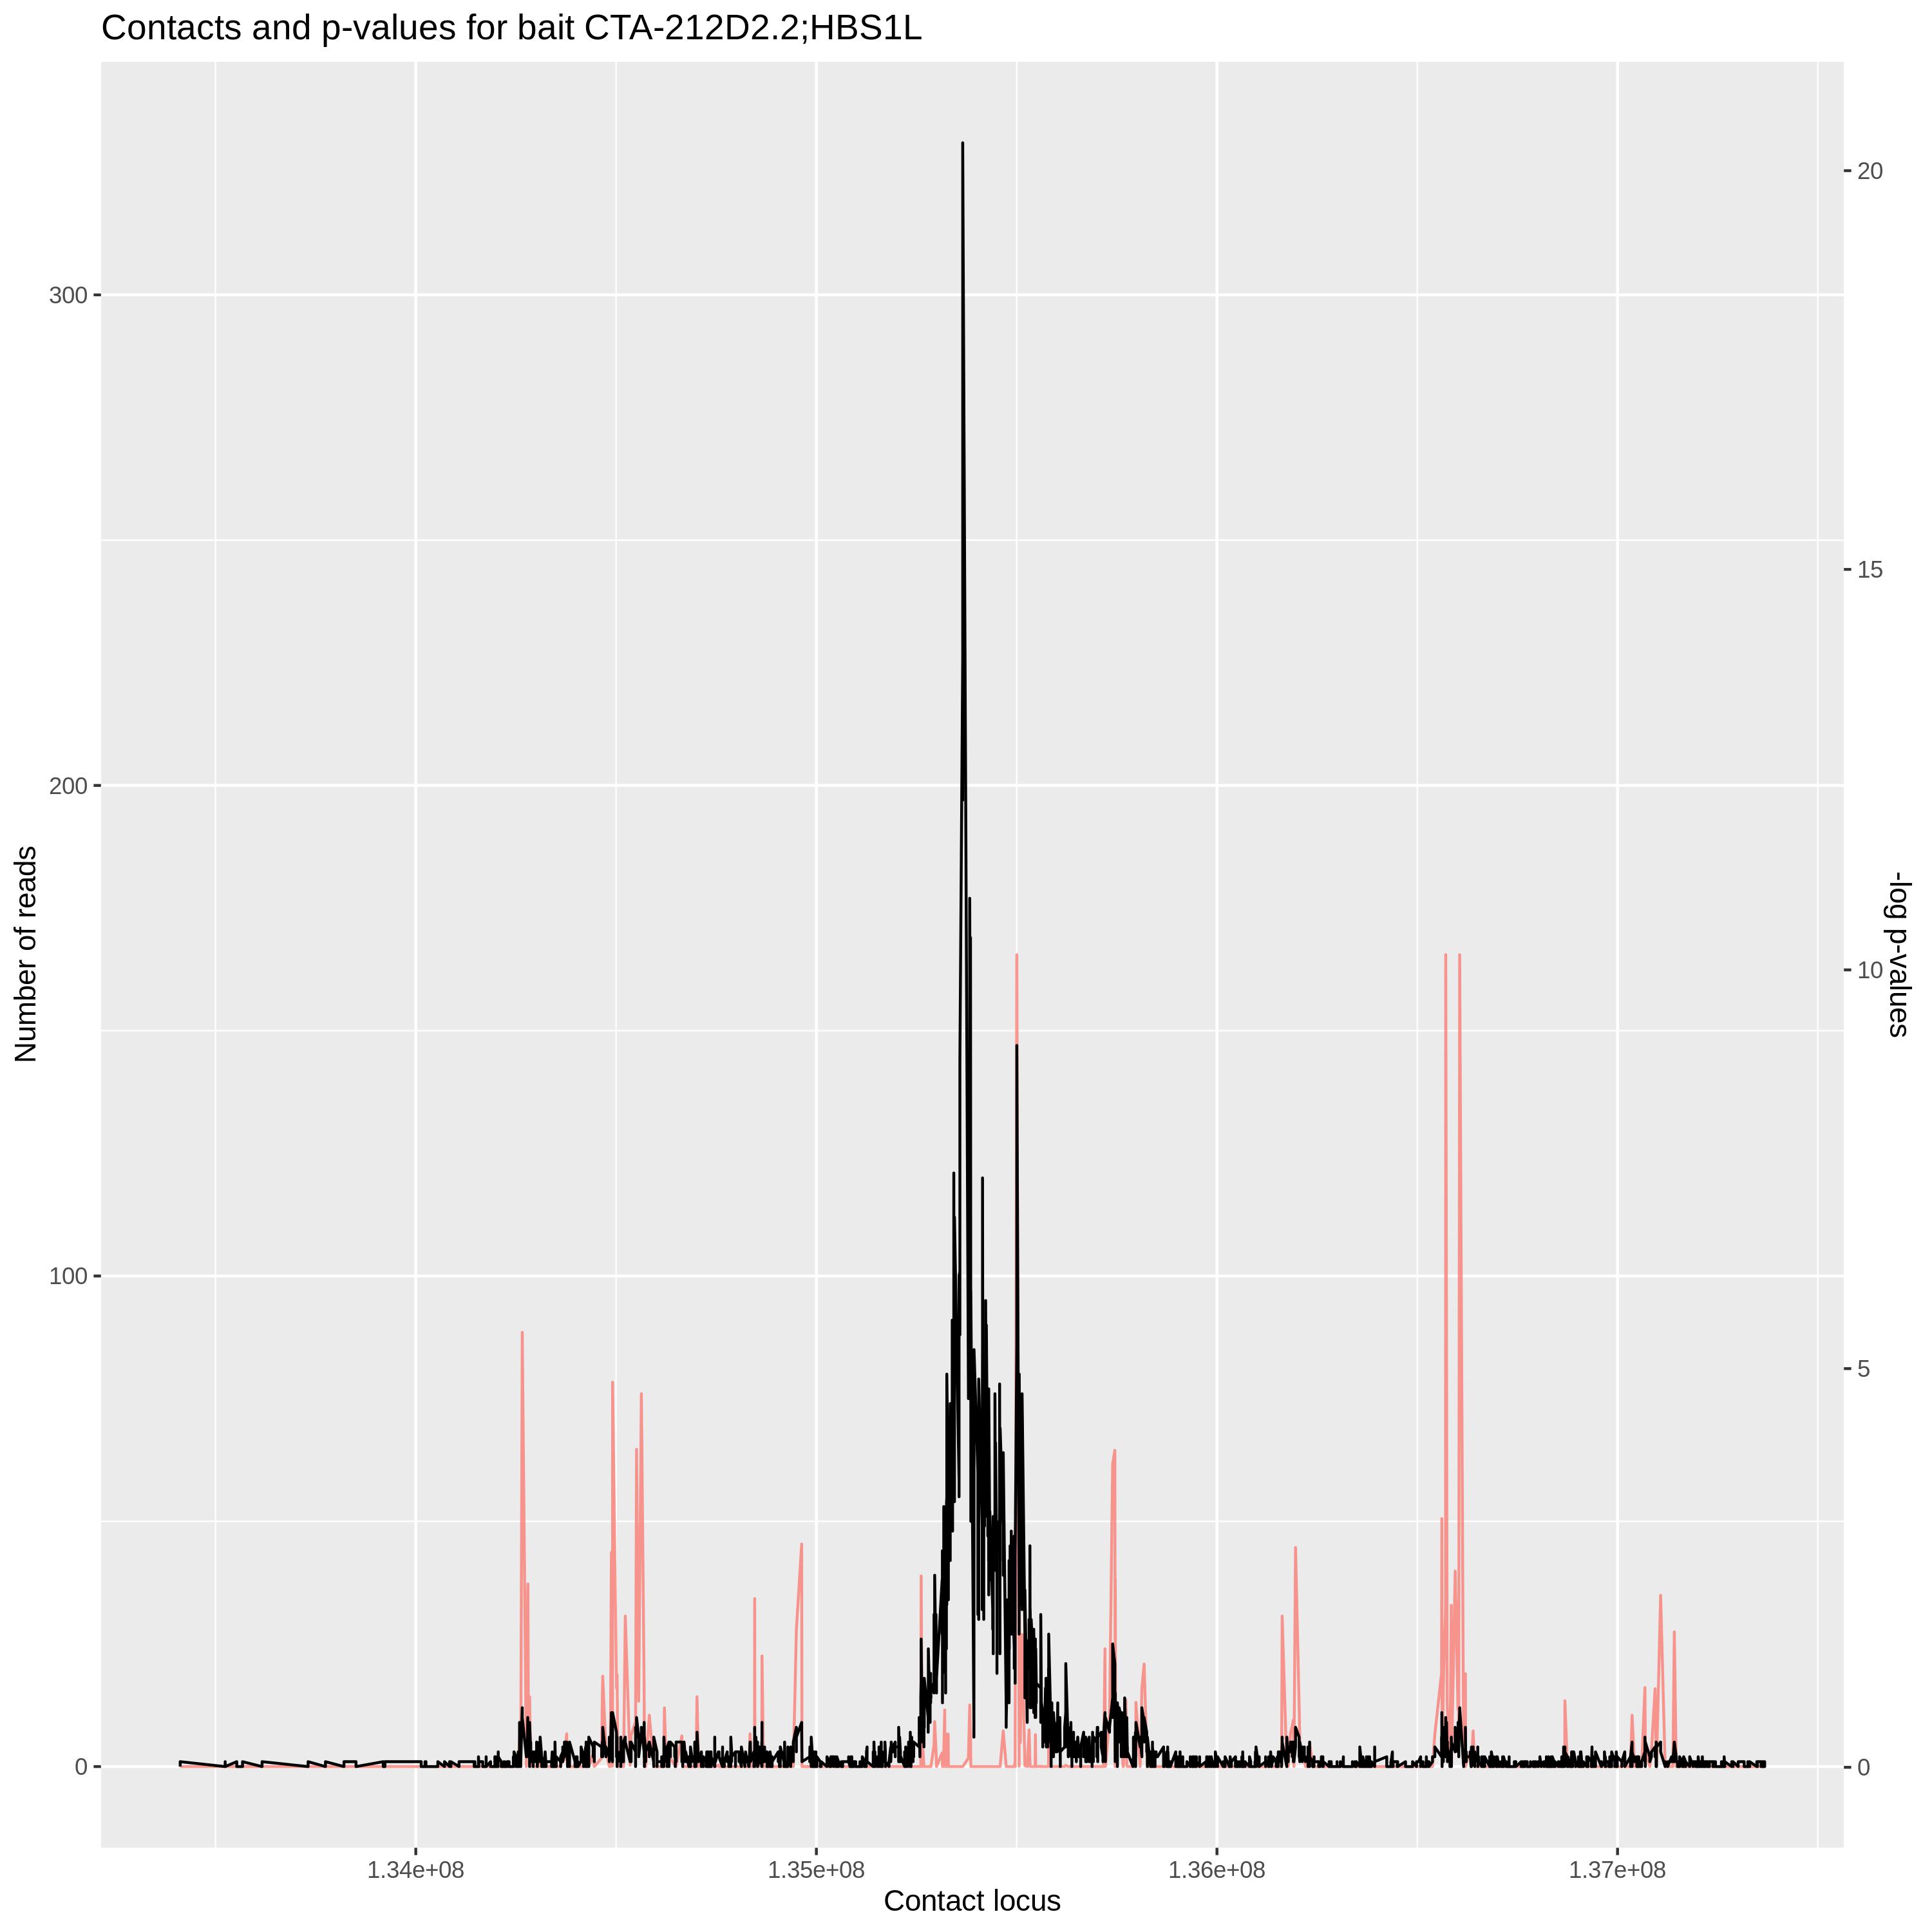 Contacts and p-values for bait CTA-212D2.2;HBS1L
300
200
100
0
Number of reads
20
15
10
5
0
-log p-values
1.34e+08 1.35e+08 1.36e+08 1.37e+08
Contact locus